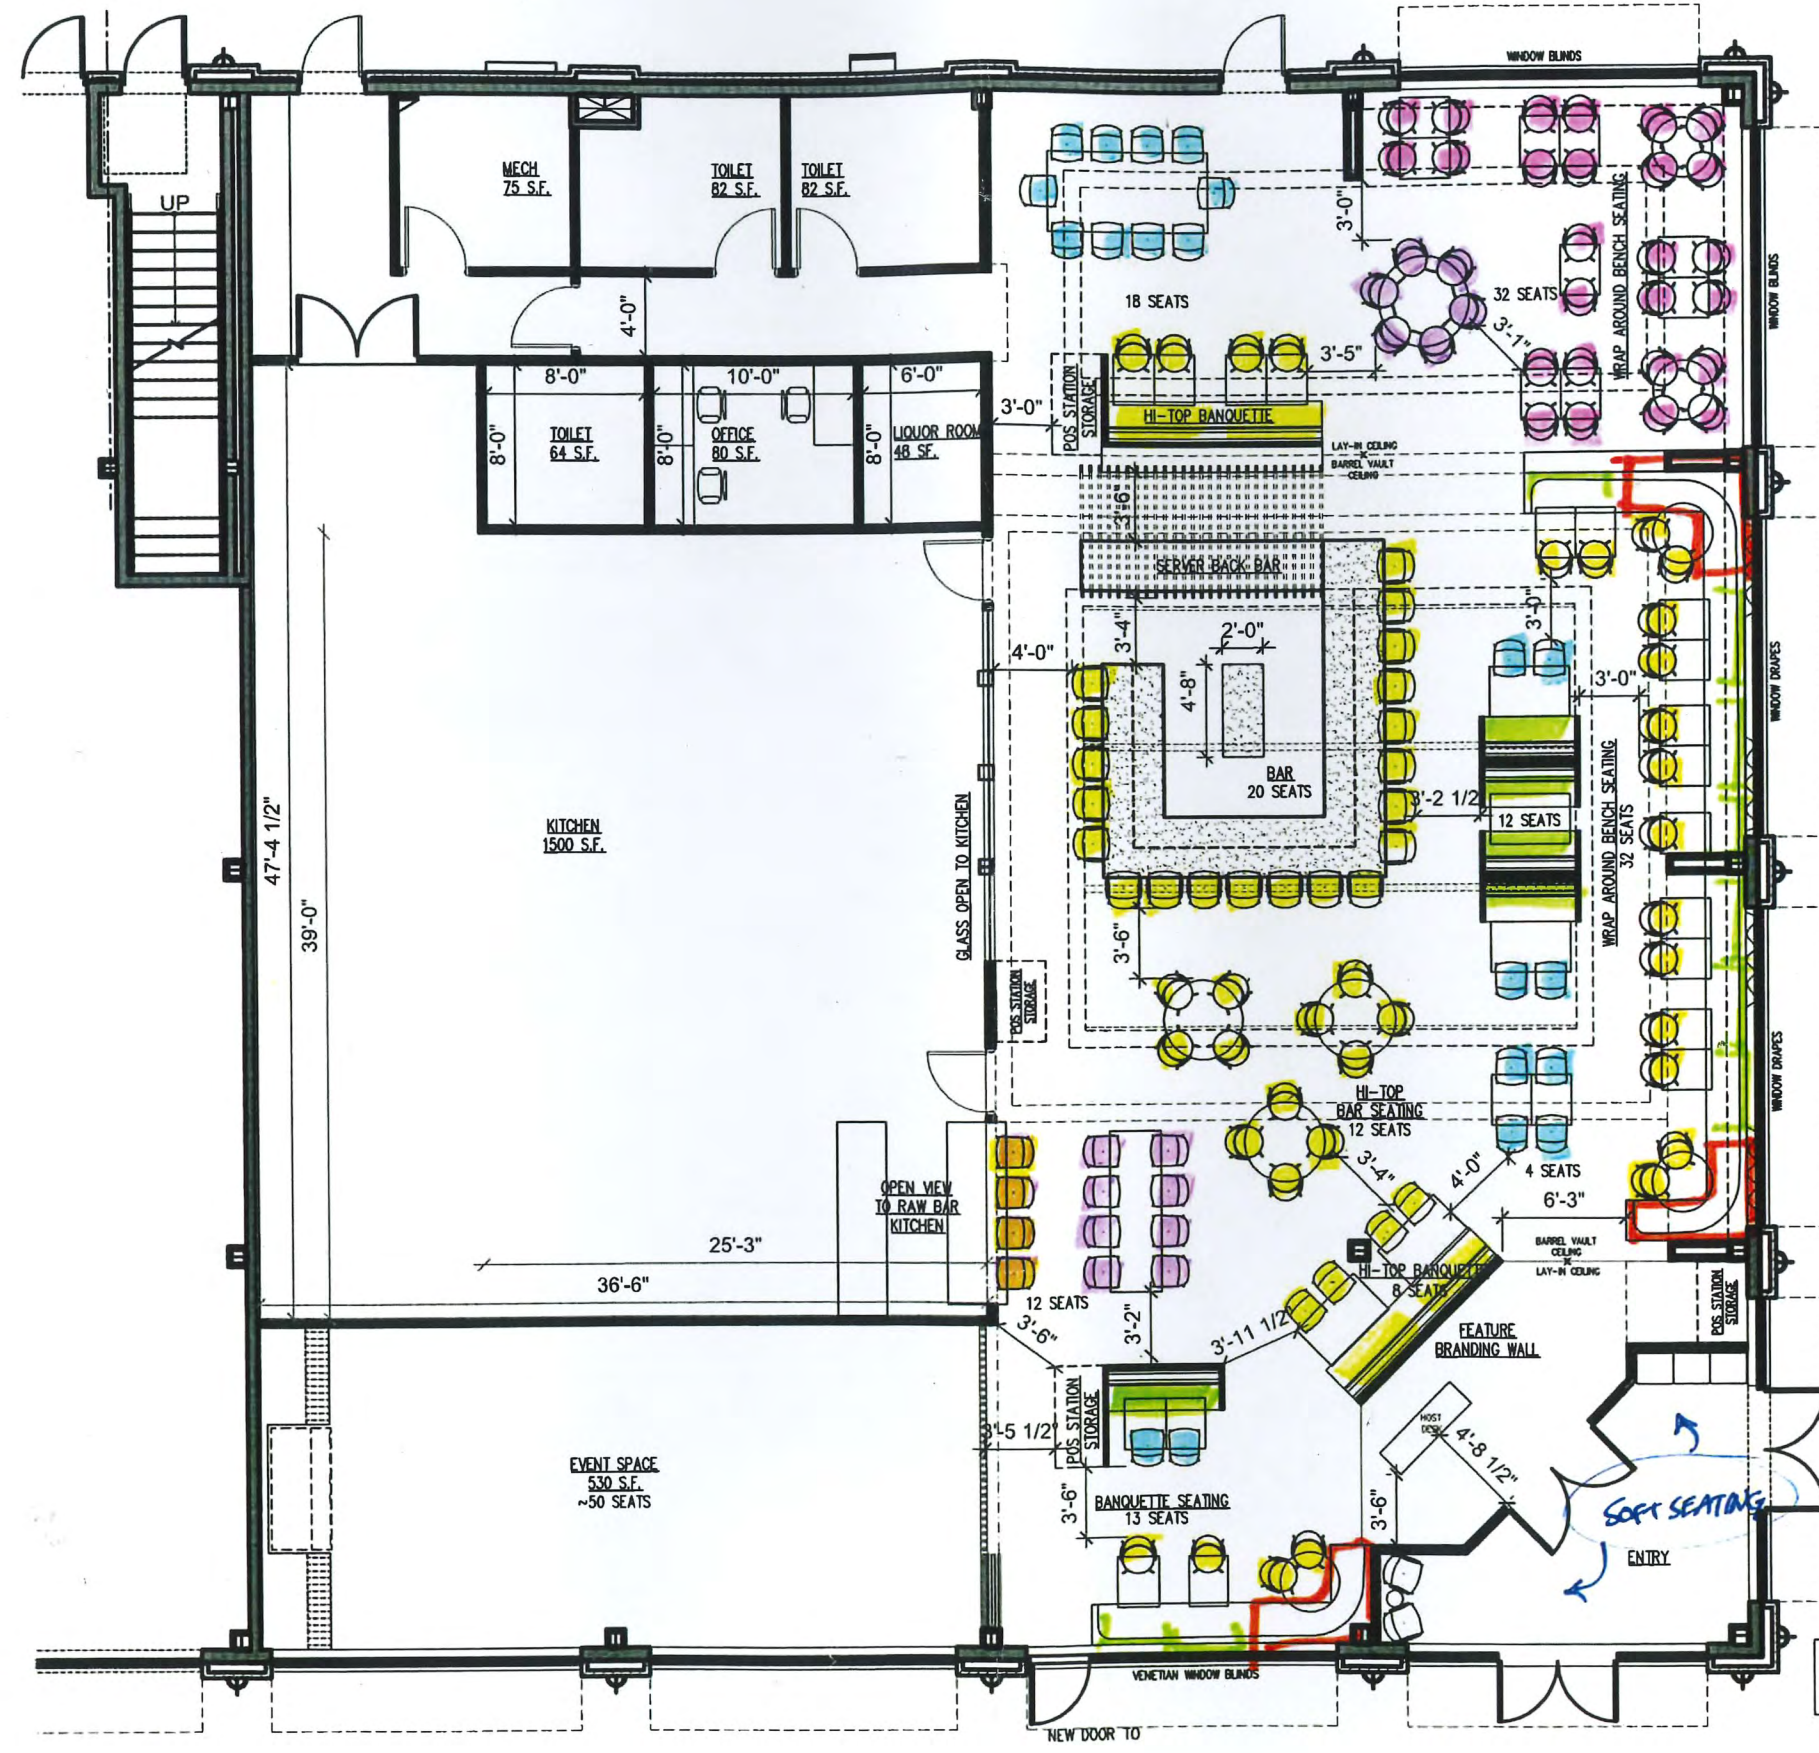 WINDOW BLINDS
UP
MECH
75 S.F.
TOILET
82 S.F.
TOILET
82 S.F.
3'-0"
WRAP AROUND BENCH SEATING
WINDOW BLINDS
18 SEATS
32 SEATS
4'-0"
3'-1"
3'-5"
8'-0"
10'-0"
6'-0"
3'-0"
POS STATION
STORAGE
HI-TOP BANQUETTE
8'-0"
TOILET
64 S.F.
8'-0"
OFFICE
80 S.F.
8'-0"
LIQUOR ROOM
48 SF.
LAY-IN CEILING
BARREL VAULT
CEILING
3'-6"
SERVER BACK BAR
3'-0"
3'-4"
2'-0"
4'-0"
4'-8"
3'-0"
WINDOW DRAPES
BAR
20 SEATS
3'-2 1/2
12 SEATS
WRAP AROUND BENCH SEATING
32 SEATS
KITCHEN
1500 S.F.
47'-4 1/2"
39'-0"
GLASS OPEN TO KITCHEN
3'-6"
POS STATION
STORAGE
WINDOW DRAPES
HI-TOP
BAR SEATING
12 SEATS
3'-4"
4'-0"
4 SEATS
6'-3"
OPEN VIEW
TO RAW BAR
KITCHEN
25'-3"
36'-6"
BARREL VAULT
CEILING
LAY-IN CEILING
HI-TOP BANQUETTE
8 SEATS
12 SEATS
3'-6"
3'-2"
3'-11 1/2"
FEATURE
BRANDING WALL
POS STATION
STORAGE
POS STATION
STORAGE
3'-5 1/2"
HOST
DESK
4'-8 1/2"
EVENT SPACE
530 S.F.
~50 SEATS
3'-6"
BANQUETTE SEATING
13 SEATS
3'-6"
SOFT SEATING
ENTRY
VENETIAN WINDOW BLINDS
NEW DOOR TO